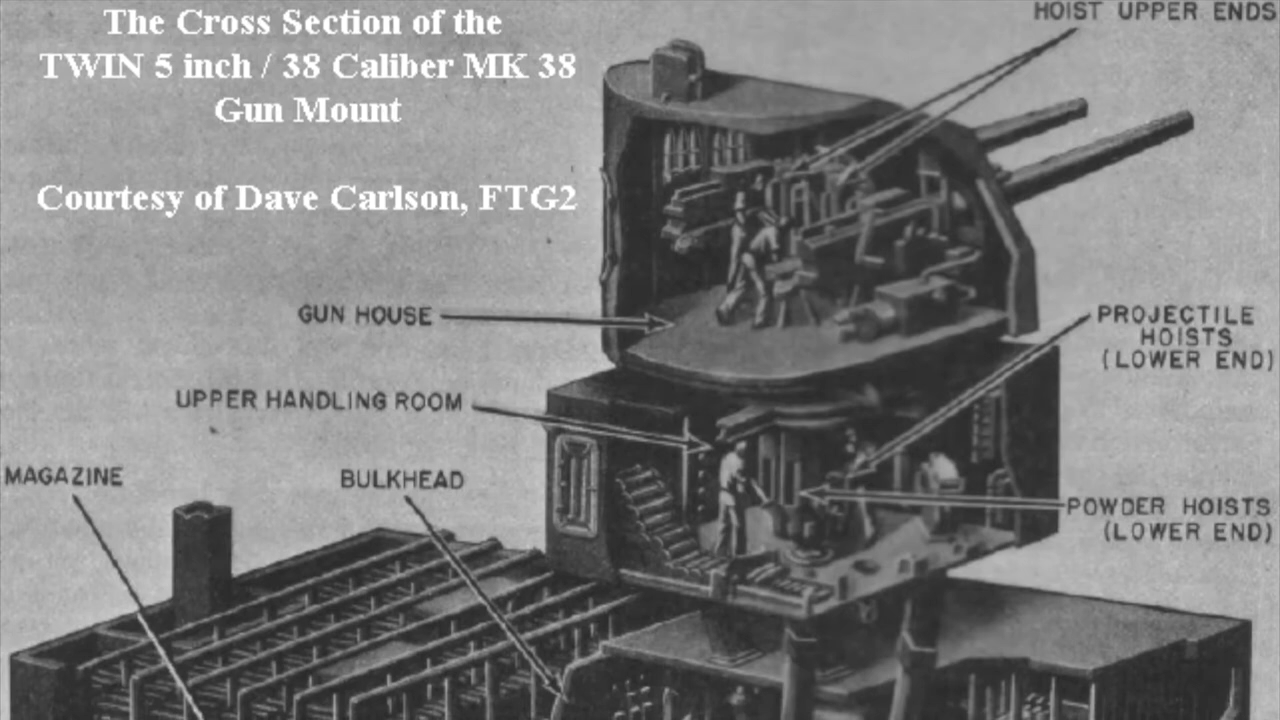 The Cross Section of the
TWIN 5 inch / 38 Caliber MK 38
Gun Mount
Courtesy of Dave Carlson, FTG2
HOIST UPPER ENDS
GUN HOUSE
PROJECTILE
HOISTS
(LOWER END)
UPPER HANDLING ROOM
MAGAZINE
BULKHEAD
POWDER HOISTS
(LOWER END)